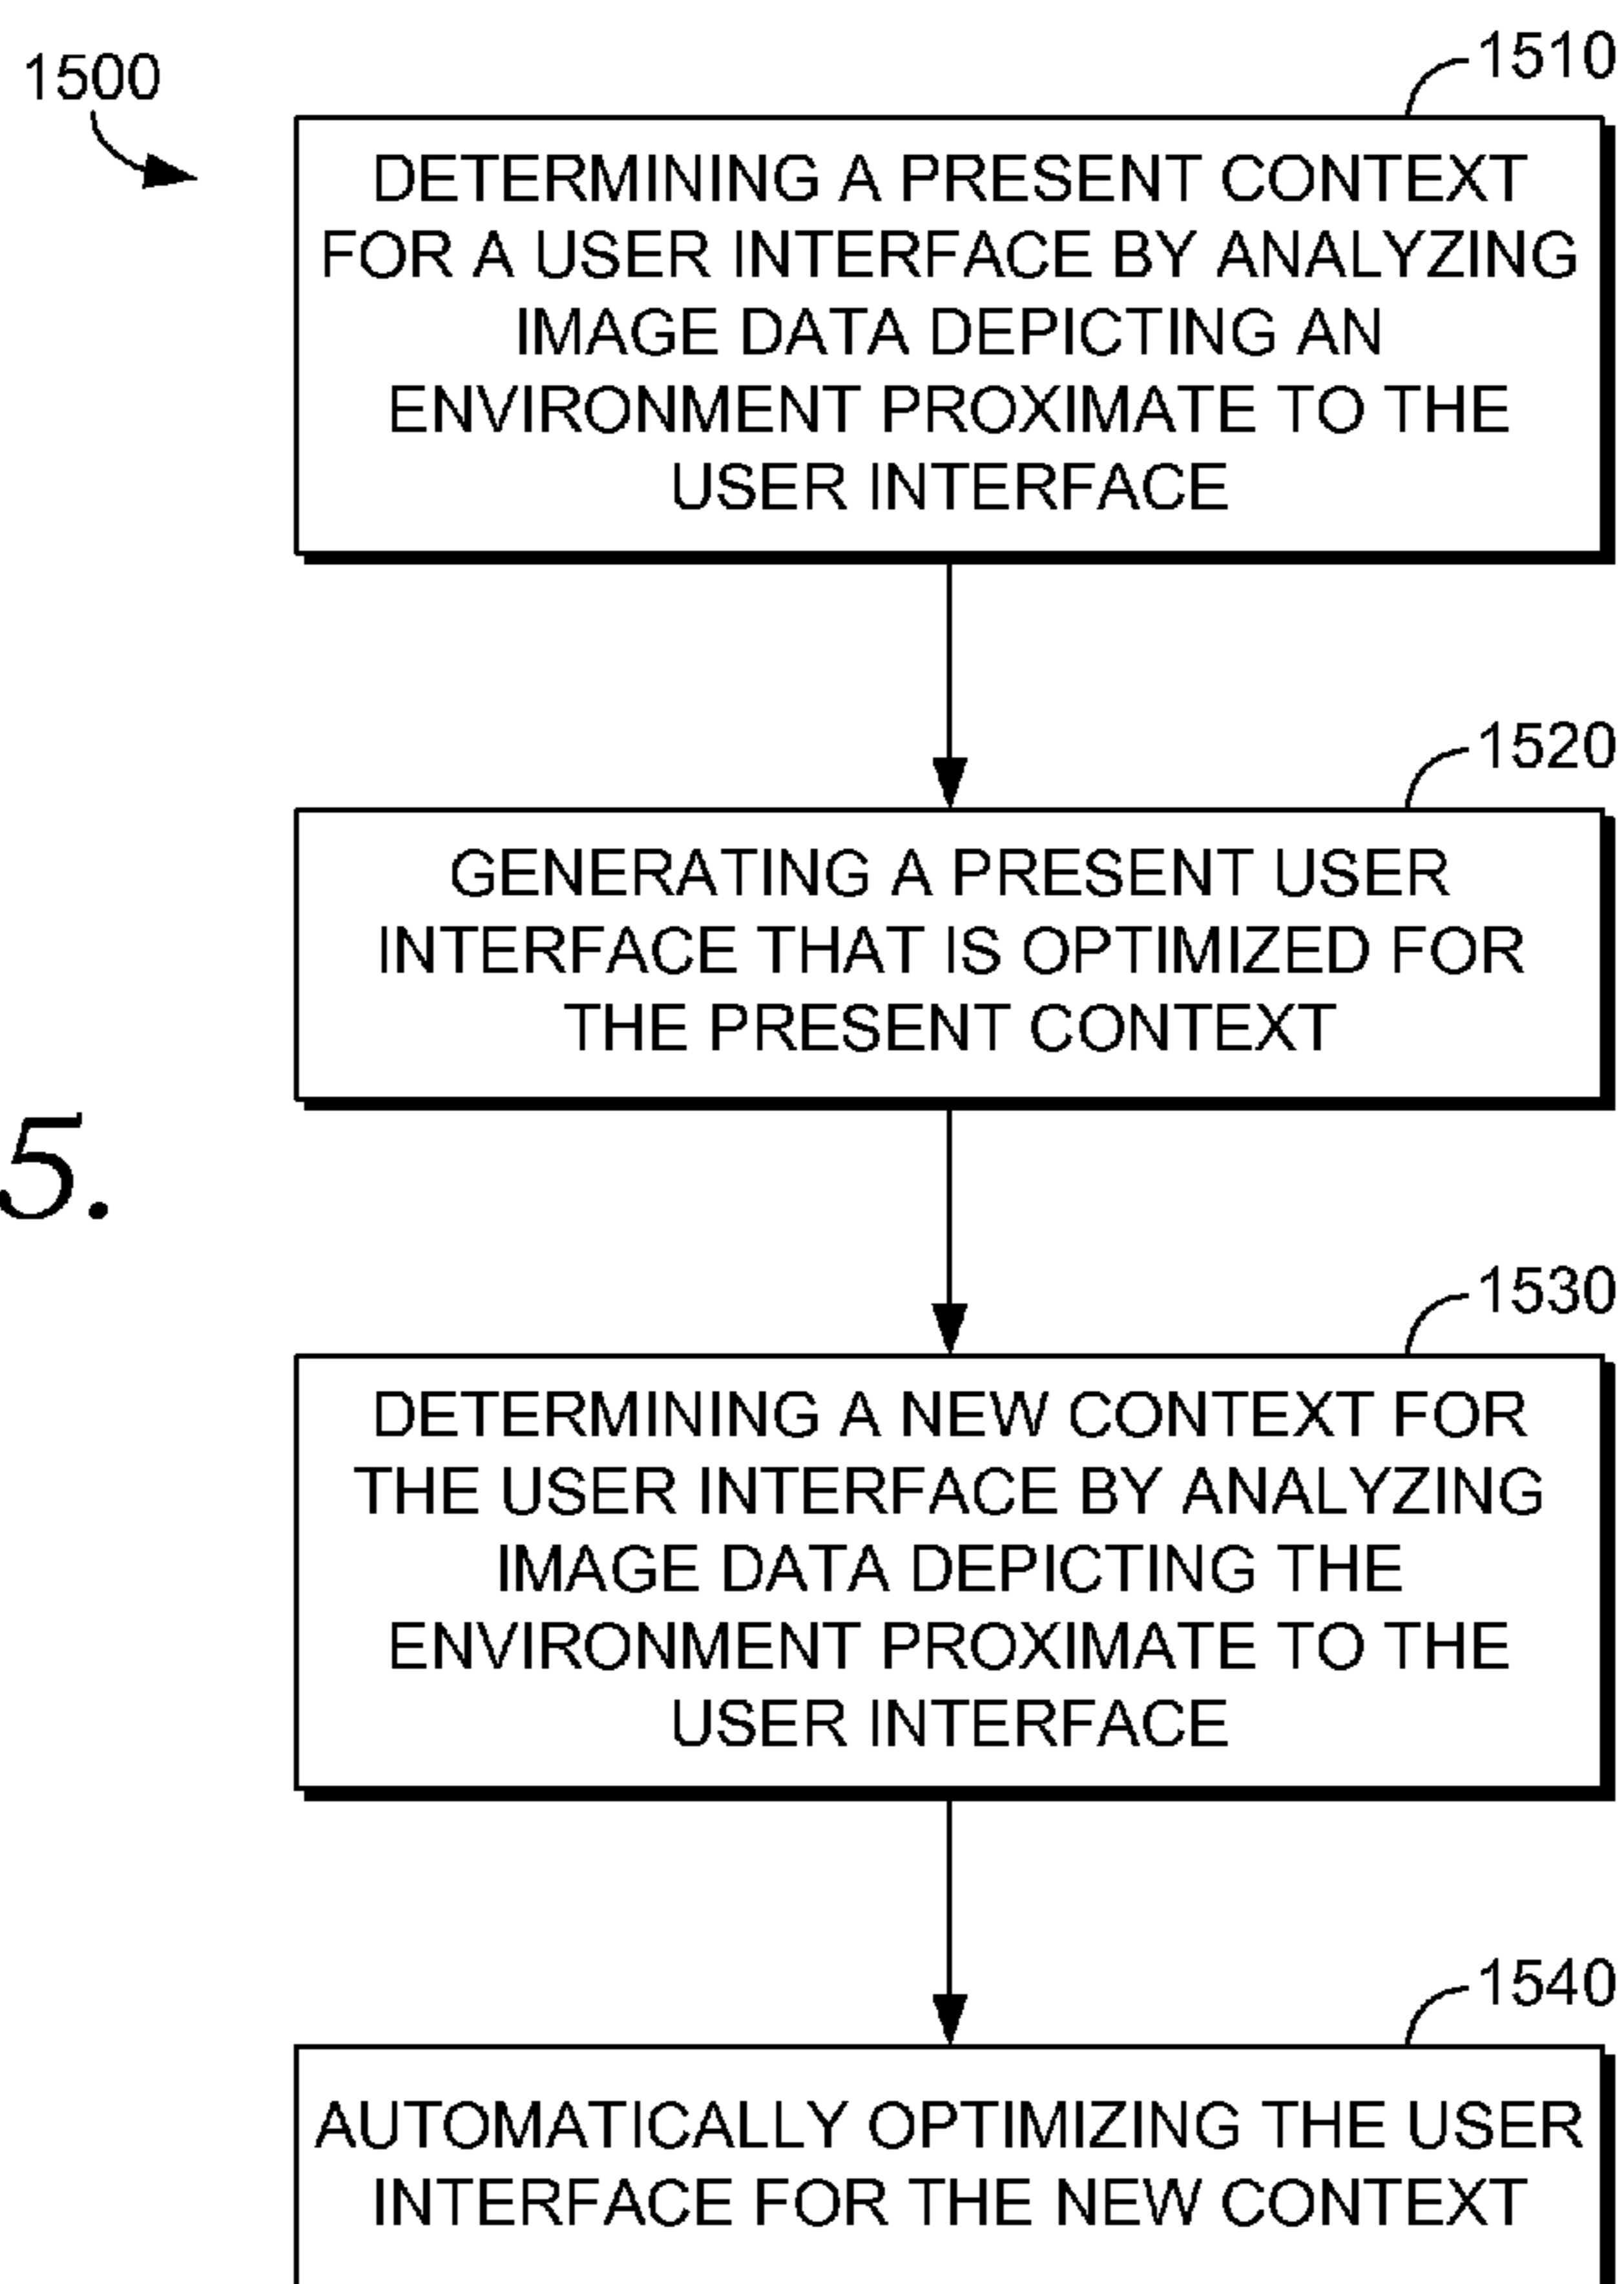 1500
1510
DETERMINING A PRESENT CONTEXT
FOR A USER INTERFACE BY ANALYZING
IMAGE DATA DEPICTING AN
ENVIRONMENT PROXIMATE TO THE
USER INTERFACE
1520
GENERATING A PRESENT USER
INTERFACE THAT IS OPTIMIZED FOR
THE PRESENT CONTEXT
5.
1530
DETERMINING A NEW CONTEXT FOR
THE USER INTERFACE BY ANALYZING
IMAGE DATA DEPICTING THE
ENVIRONMENT PROXIMATE TO THE
USER INTERFACE
1540
AUTOMATICALLY OPTIMIZING THE USER
INTERFACE FOR THE NEW CONTEXT